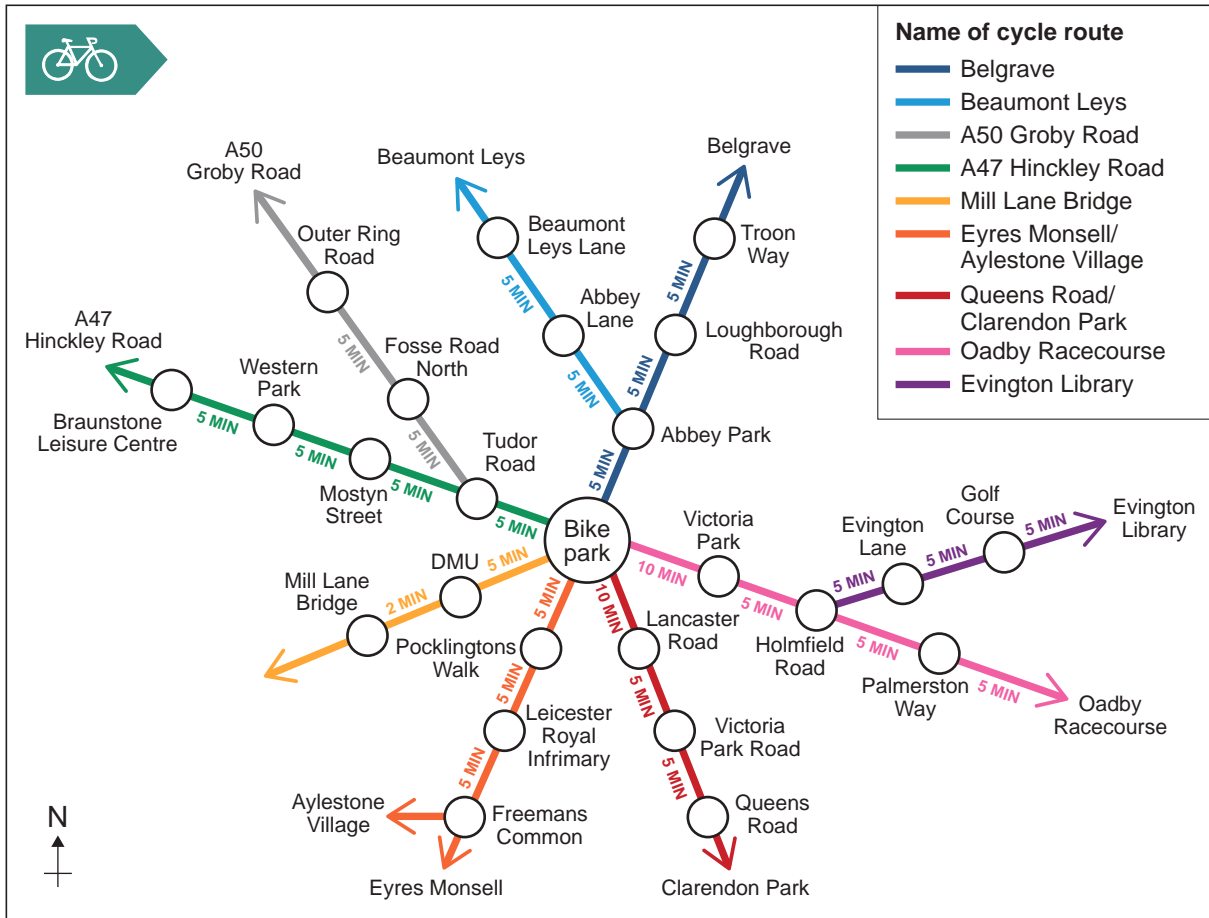 Name of cycle route
Belgrave
Beaumont Leys
A50 Groby Road
A47 Hinckley Road
Mill Lane Bridge
Eyres Monsell/
Aylestone Village
Queens Road/
Clarendon Park
Oadby Racecourse
Evington Library
A50
Groby Road
Outer Ring
Road
5 MIN
Fosse Road
North
5 MIN
Beaumont Leys
Beaumont
Leys Lane
5 MIN
Abbey
Lane
5 MIN
Belgrave
Troon
Way
5 MIN
Loughborough
Road
5 MIN
Abbey Park
5 MIN
A47
Hinckley Road
Braunstone
Leisure Centre
5 MIN
Western
Park
5 MIN
Mostyn
Street
5 MIN
Tudor
Road
5 MIN
Bike
park
Mill Lane
Bridge
2 MIN
DMU
5 MIN
5 MIN
Pocklingtons
Walk
5 MIN
Leicester
Royal
Infrimary
5 MIN
Freemans
Common
Aylestone
Village
Eyres Monsell
10 MIN
Lancaster
Road
5 MIN
Victoria
Park Road
5 MIN
Queens
Road
Clarendon Park
10 MIN
Victoria
Park
5 MIN
Holmfield
Road
5 MIN
Palmerston
Way
5 MIN
Oadby
Racecourse
5 MIN
Evington
Lane
5 MIN
Golf
Course
5 MIN
Evington
Library
N